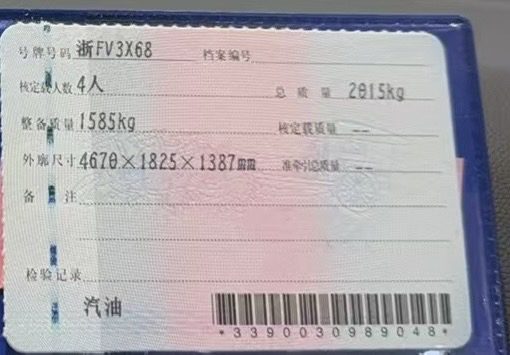 号牌号码 浙FV3X68 档案编号
核定载人数 4人 总质量 2015kg
整备质量 1585kg 核定载质量 --
外廓尺寸 4670×1825×1387mm 准牵引总质量 --
备注
检验记录
汽油
*3390030989048*